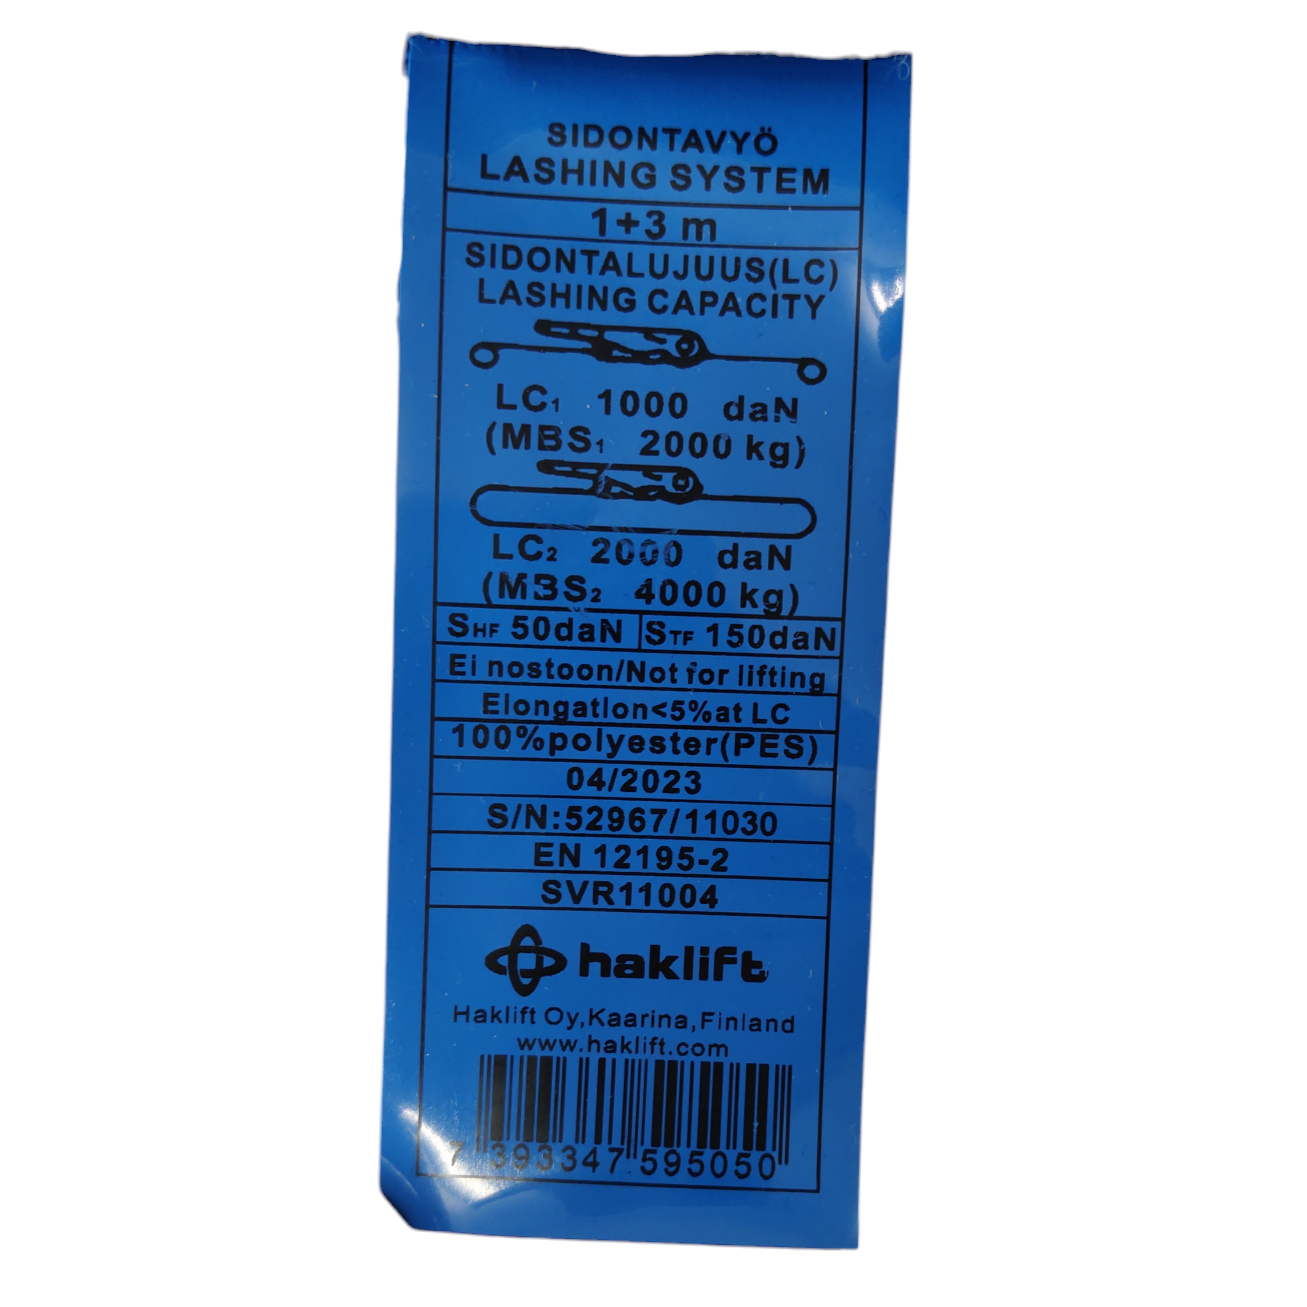 SIDONTAVYÖ
LASHING SYSTEM
1+3 m
SIDONTALUJUUS(LC)
LASHING CAPACITY
LC1 1000 daN
(MBS1 2000 kg)
LC2 2000 daN
(MBS2 4000 kg)
SHF 50daN STF 150daN
Ei nostoon/Not for lifting
Elongation<5%at LC
100%polyester(PES)
04/2023
S/N:52967/11030
EN 12195-2
SVR11004
haklift
Haklift Oy,Kaarina,Finland
www.haklift.com
7 393347 595050